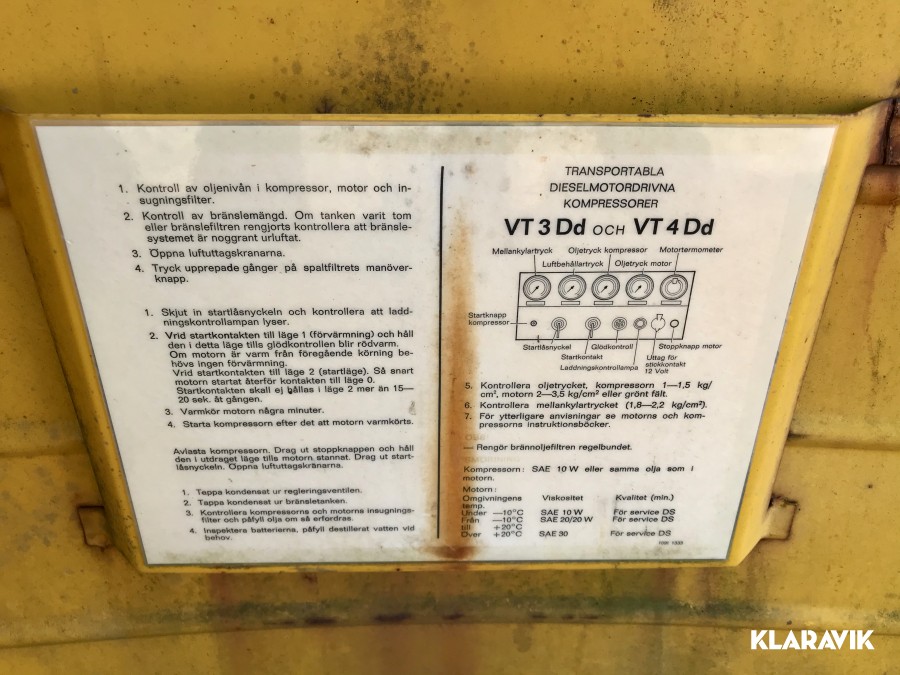 1. Kontroll av oljenivån i kompressor, motor och in-
sugningsfilter.
2. Kontroll av bränslemängd. Om tanken varit tom
eller bränslefiltren rengjorts kontrollera att bränsle-
systemet är noggrant urluftat.
3. Öppna luftuttagskranarna.
4. Tryck upprepade gånger på spaltfiltrets manöver-
knapp.
1. Skjut in startlåsnyckeln och kontrollera att ladd-
ningskontrollampan lyser.
2. Vrid startkontakten till läge 1 (förvärmning) och håll
den i detta läge tills glödkontrollen blir rödvarm.
Om motorn är varm från föregående körning be-
hövs ingen förvärmning.
Vrid startkontakten till läge 2 (startläge). Så snart
motorn startat återför kontakten till läge 0.
Startkontakten skall ej hållas i läge 2 mer än 15—
20 sek. åt gången.
3. Varmkör motorn några minuter.
4. Starta kompressorn efter det att motorn varmkörts.
Avlasta kompressorn. Drag ut stoppknappen och håll
den i utdraget läge tills motorn stannat. Drag ut start-
låsnyckeln. Öppna luftuttagskranarna.
1. Tappa kondensat ur regleringsventilen.
2. Tappa kondensat ur bränsletanken.
3. Kontrollera kompressorns och motorns insugnings-
filter och påfyll olja om så erfordras.
4. Inspektera batterierna, påfyll destillerat vatten vid
behov.
TRANSPORTABLA
DIESELMOTORDRIVNA
KOMPRESSORER
VT 3 Dd OCH VT 4 Dd
Mellankylartryck Oljetryck kompressor Motortermometer
Luftbehållartryck Oljetryck motor
Startknapp
kompressor
Startlåsnyckel Glödkontroll Stoppknapp motor
Startkontakt Uttag för
Laddningskontrollampa stickkontakt
12 Volt
5. Kontrollera oljetrycket, kompressorn 1—1,5 kg/
cm², motorn 2—3,5 kg/cm² eller grönt fält.
6. Kontrollera mellankylartrycket (1,8—2,2 kg/cm²).
7. För ytterligare anvisningar se motorns och kom-
pressorns instruktionsböcker.
— Rengör brännoljefiltren regelbundet.
Kompressorn: SAE 10 W eller samma olja som i
motorn.
Motorn:
Omgivningens Viskositet Kvalitet (min.)
temp.
Under —10°C SAE 10 W För service DS
Från —10°C SAE 20/20 W För service DS
till +20°C
Över +20°C SAE 30 För service DS
KLARAVIK